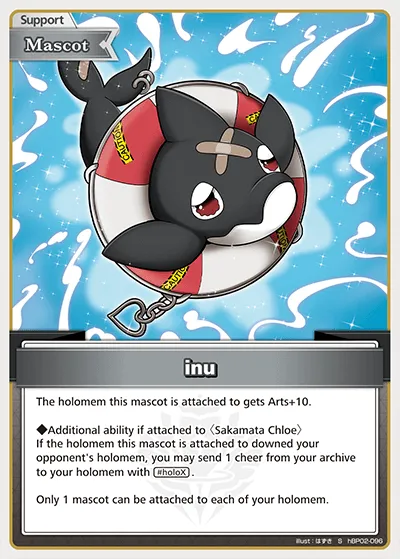 Support
Mascot
CAUTION
CAUTION
CAUTION
CAUTION
inu
The holomem this mascot is attached to gets Arts+10.
◆Additional ability if attached to 〈Sakamata Chloe〉
If the holomem this mascot is attached to downed your
opponent's holomem, you may send 1 cheer from your archive
to your holomem with #holoX.
Only 1 mascot can be attached to each of your holomem.
illust：はずき S hBP02-096